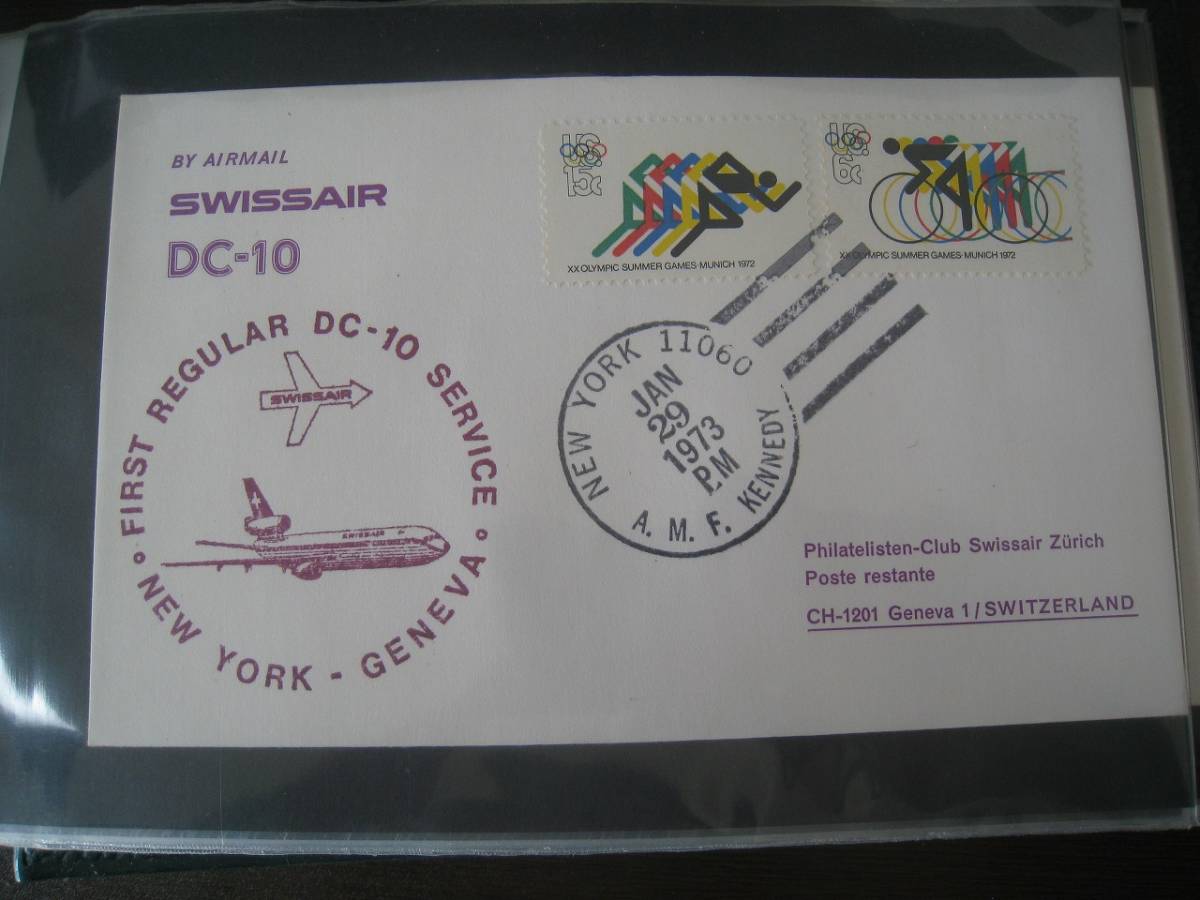 BY AIRMAIL
SWISSAIR
DC-10
° FIRST REGULAR DC-10 SERVICE °
NEW YORK - GENEVA
SWISSAIR
SWISSAIR
US
15c
XX OLYMPIC SUMMER GAMES·MUNICH 1972
U.S.
6c
XX OLYMPIC SUMMER GAMES·MUNICH 1972
NEW YORK 11060
JAN
29
1973
P.M
A. M. F. KENNEDY
Philatelisten-Club Swissair Zürich
Poste restante
CH-1201 Geneva 1/SWITZERLAND